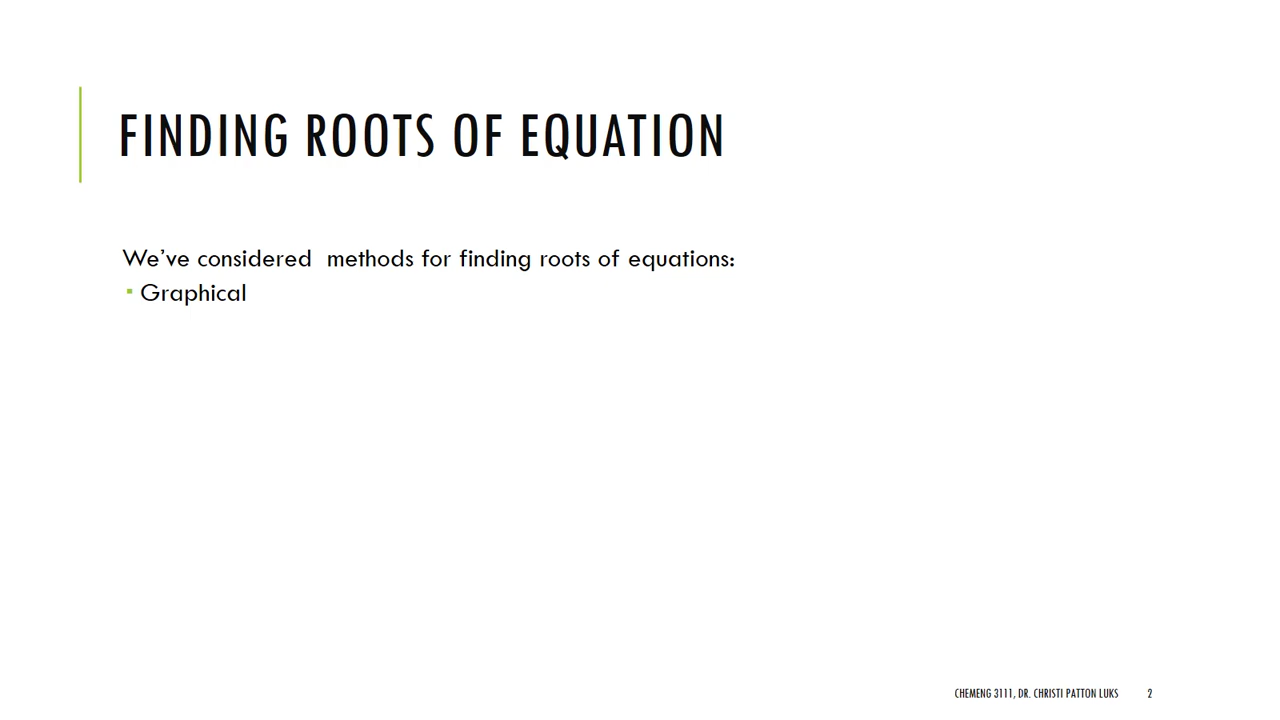 FINDING ROOTS OF EQUATION
We've considered  methods for finding roots of equations:
▪ Graphical
CHEMENG 3111, DR. CHRISTI PATTON LUKS 2